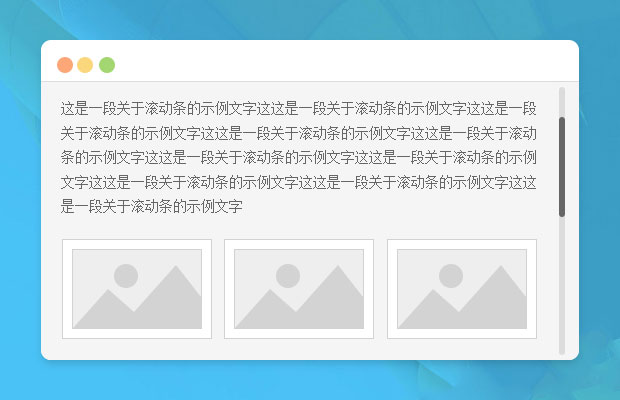 这是一段关于滚动条的示例文字这这是一段关于滚动条的示例文字这这是一段
关于滚动条的示例文字这这是一段关于滚动条的示例文字这这是一段关于滚动
条的示例文字这这是一段关于滚动条的示例文字这这是一段关于滚动条的示例
文字这这是一段关于滚动条的示例文字这这是一段关于滚动条的示例文字这这
是一段关于滚动条的示例文字